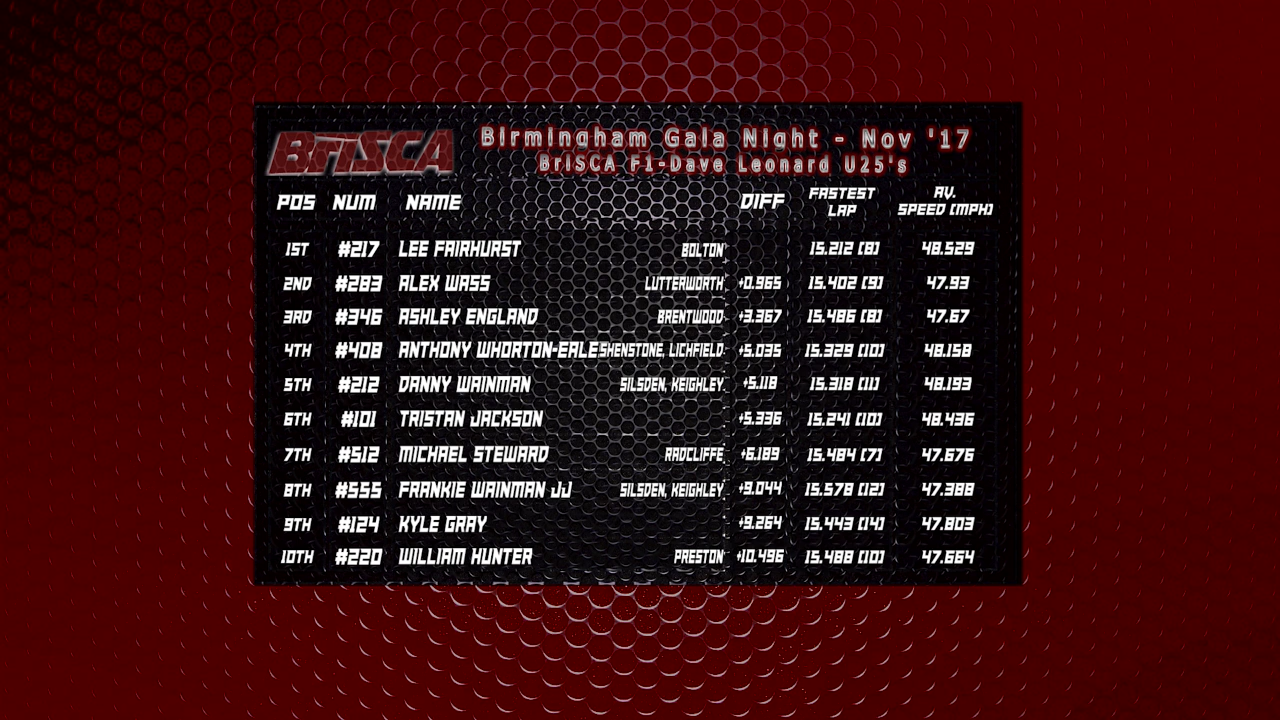 BriSCA
Birmingham Gala Night - Nov '17
BriSCA F1-Dave Leonard U25's
POS NUM NAME DIFF FASTEST LAP AV. SPEED (MPH)
1ST #217 LEE FAIRHURST BOLTON 15.212 (8) 48.529
2ND #283 ALEX WASS LUTTERWORTH +0.965 15.402 (9) 47.93
3RD #346 ASHLEY ENGLAND BRENTWOOD +3.367 15.486 (8) 47.67
4TH #408 ANTHONY WHORTON-EALES SHENSTONE, LICHFIELD +5.035 15.329 (10) 48.158
5TH #212 DANNY WAINMAN SILSDEN, KEIGHLEY +5.118 15.318 (11) 48.193
6TH #101 TRISTAN JACKSON +5.336 15.241 (10) 48.436
7TH #512 MICHAEL STEWARD RADCLIFFE +6.189 15.484 (7) 47.676
8TH #555 FRANKIE WAINMAN JJ SILSDEN, KEIGHLEY +9.044 15.578 (12) 47.388
9TH #124 KYLE GRAY +9.264 15.443 (14) 47.803
10TH #220 WILLIAM HUNTER PRESTON +10.496 15.488 (10) 47.664